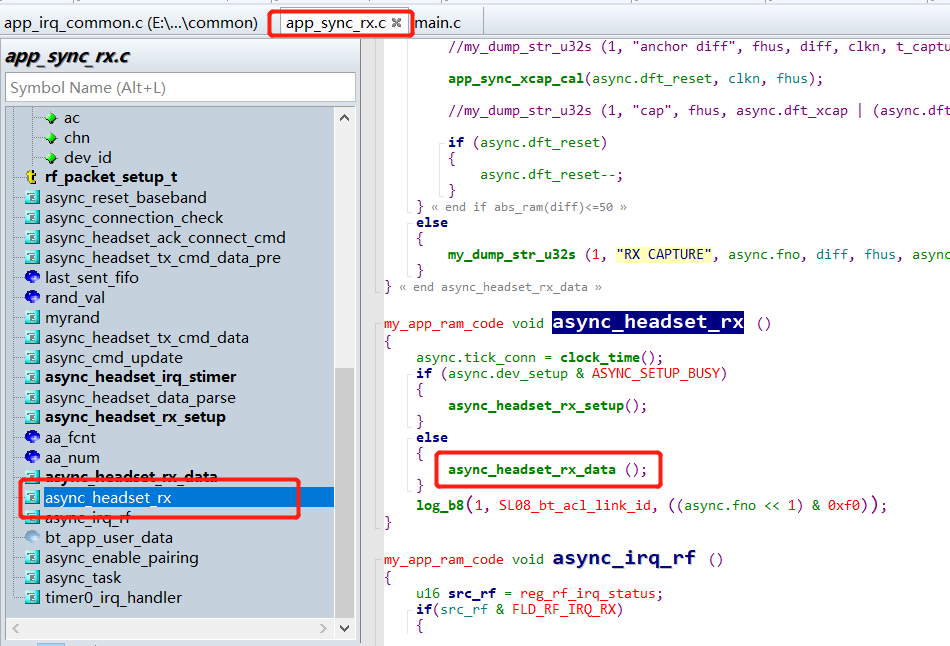 app_irq_common.c (E:\...\common)
app_sync_rx.c
main.c
app_sync_rx.c
Symbol Name (Alt+L)
ac
chn
dev_id
rf_packet_setup_t
async_reset_baseband
async_connection_check
async_headset_ack_connect_cmd
async_headset_tx_cmd_data_pre
last_sent_fifo
rand_val
myrand
async_headset_tx_cmd_data
async_cmd_update
async_headset_irq_stimer
async_headset_data_parse
async_headset_rx_setup
aa_fcnt
aa_num
async_headset_rx_data
async_headset_rx
async_irq_rf
bt_app_user_data
async_enable_pairing
async_task
timer0_irq_handler
//my_dump_str_u32s (1, "anchor diff", fhus, diff, clkn, t_captu
app_sync_xcap_cal(async.dft_reset, clkn, fhus);
//my_dump_str_u32s (1, "cap", fhus, async.dft_xcap | (async.dft
if (async.dft_reset)
{
async.dft_reset--;
}
} « end if abs_ram(diff)<=50 »
else
{
my_dump_str_u32s (1, "RX CAPTURE", async.fno, diff, fhus, async
}
} « end async_headset_rx_data »
my_app_ram_code void async_headset_rx ()
{
async.tick_conn = clock_time();
if (async.dev_setup & ASYNC_SETUP_BUSY)
{
async_headset_rx_setup();
}
else
{
async_headset_rx_data ();
}
log_b8(1, SL08_bt_acl_link_id, ((async.fno << 1) & 0xf0));
}
my_app_ram_code void async_irq_rf ()
{
u16 src_rf = reg_rf_irq_status;
if(src_rf & FLD_RF_IRQ_RX)
{